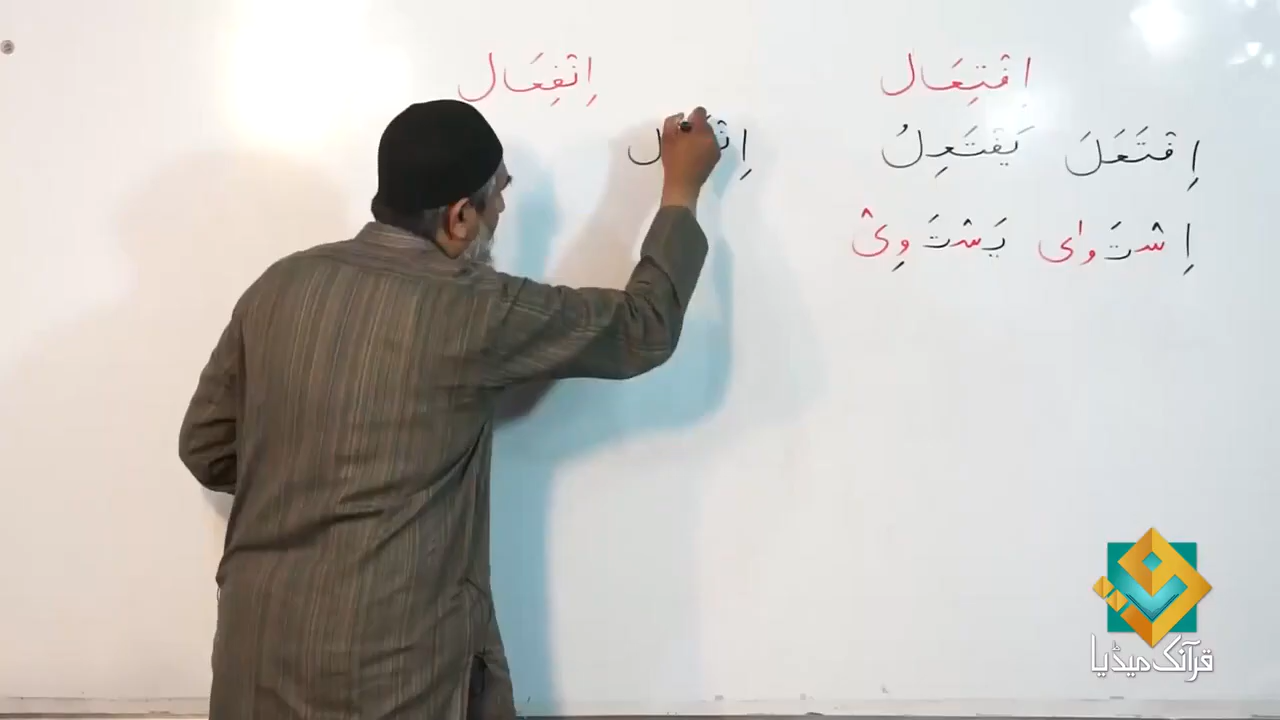 اِفْتِعَال
اِنْفِعَال
اِفْتَعَلَ يَفْتَعِلُ
اِشْتَوٰى يَشْتَوِىْ
قرآنک میڈیا